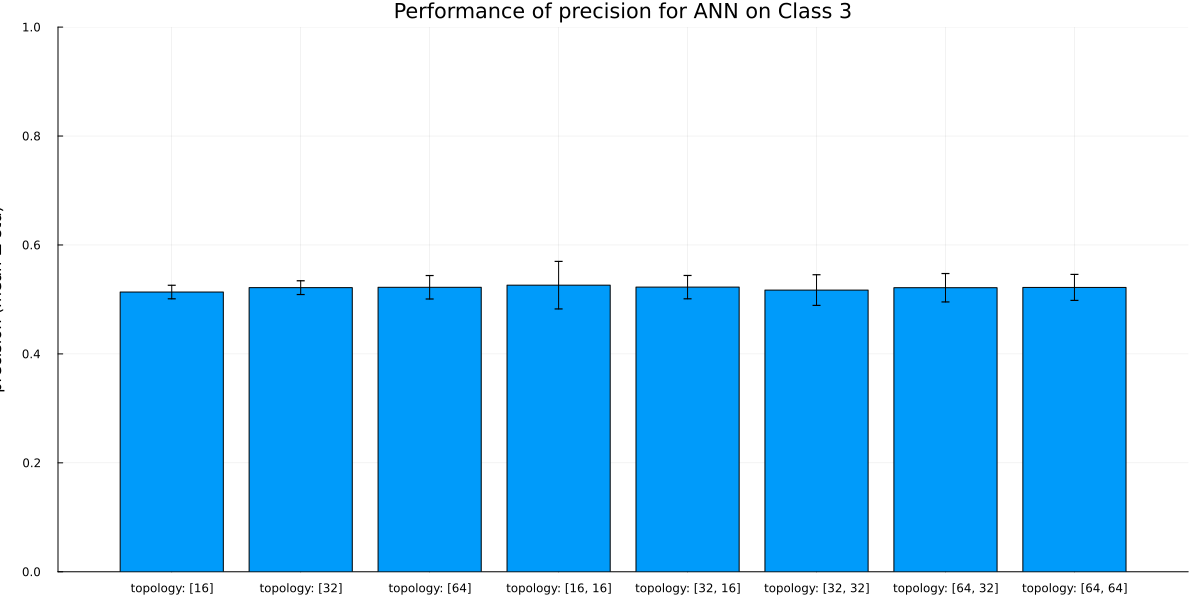 Performance of precision for ANN on Class 3
1.0
0.8
0.6
0.4
0.2
0.0
topology: [16]
topology: [32]
topology: [64]
topology: [16, 16]
topology: [32, 16]
topology: [32, 32]
topology: [64, 32]
topology: [64, 64]